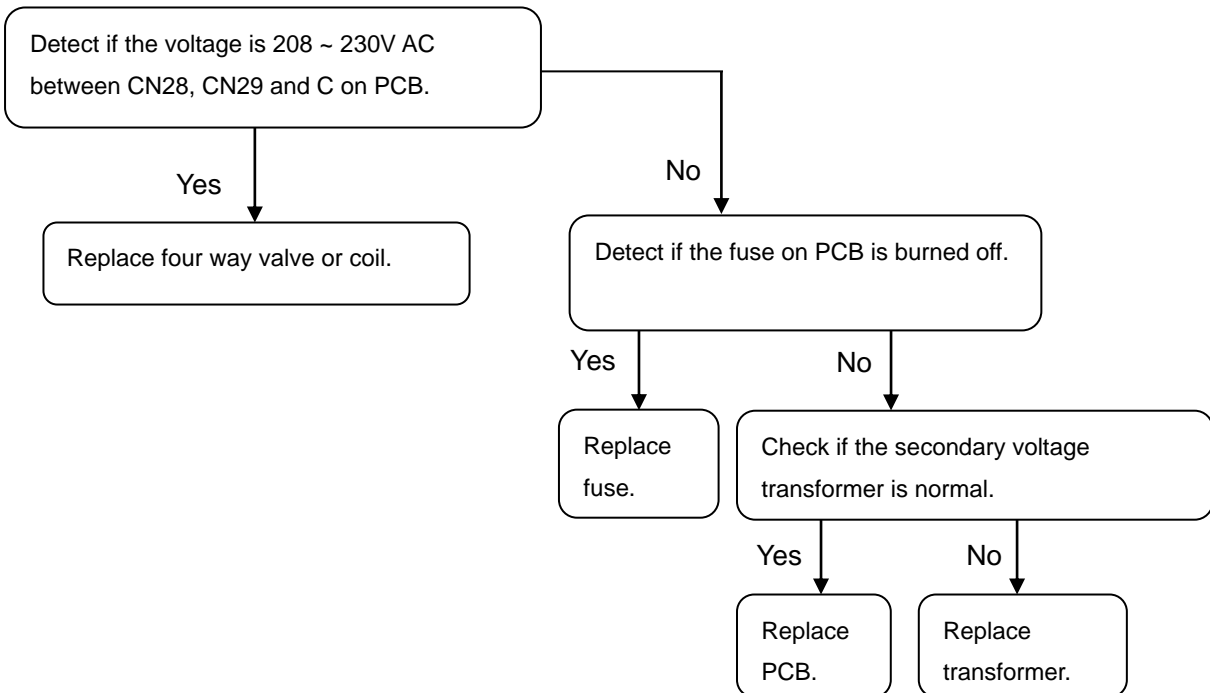 Detect if the voltage is 208 ~ 230V AC
between CN28, CN29 and C on PCB.
Yes
No
Replace four way valve or coil.
Detect if the fuse on PCB is burned off.
Yes
No
Replace
fuse.
Check if the secondary voltage
transformer is normal.
Yes
No
Replace
PCB.
Replace
transformer.